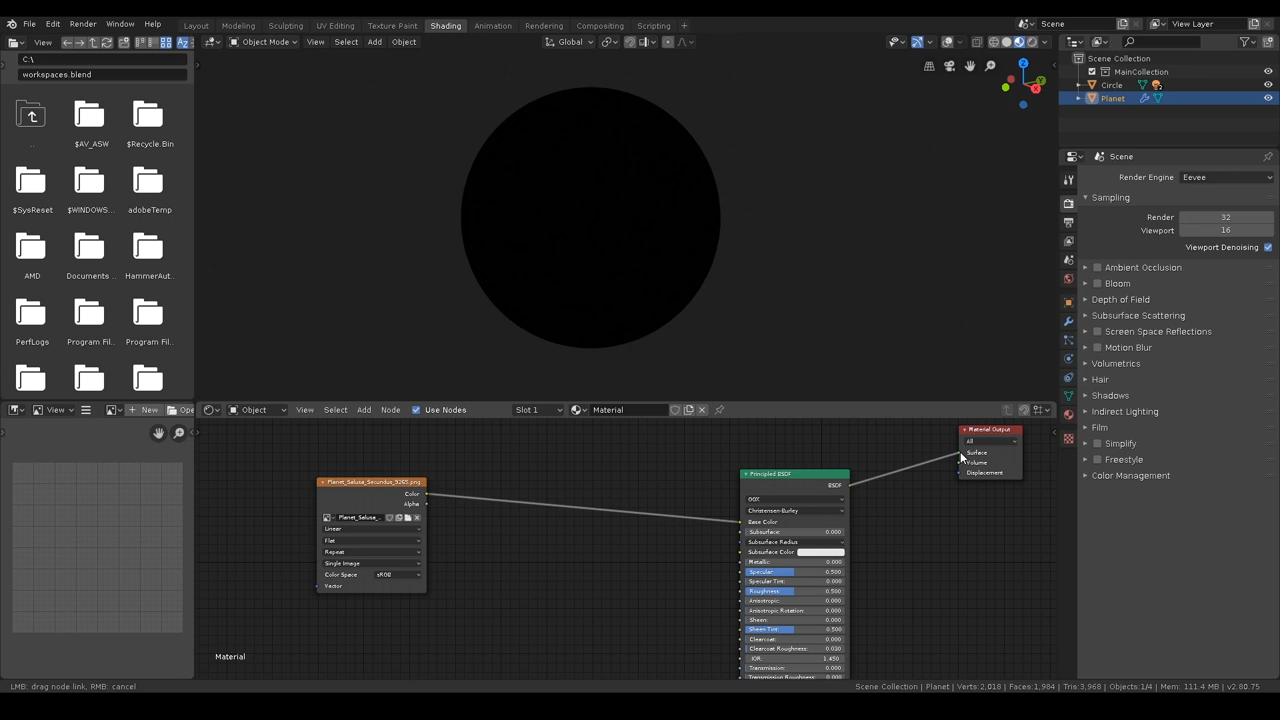 File Edit Render Window Help
Layout Modeling Sculpting UV Editing Texture Paint Shading Animation Rendering Compositing Scripting +
Scene
View Layer
View
C:\
workspaces.blend
..
$AV_ASW
$Recycle.Bin
$SysReset
$WINDOWS...
adobeTemp
AMD
Documents ...
HammerAut...
PerfLogs
Program Fil...
Program Fil...
Object Mode
View Select Add Object
Global
Z
Y
X
Scene Collection
MainCollection
Circle
2
Planet
Scene
Render Engine
Eevee
Sampling
Render 32
Viewport 16
Viewport Denoising
Ambient Occlusion
Bloom
Depth of Field
Subsurface Scattering
Screen Space Reflections
Motion Blur
Volumetrics
Hair
Shadows
Indirect Lighting
Film
Simplify
Freestyle
Color Management
View
New
Ope
Object View Select Add Node Use Nodes Slot 1 Material
Planet_Salusa_Secundus_9265.png
Color
Alpha
Planet_Salusa_...
Linear
Flat
Repeat
Single Image
Color Space sRGB
Vector
Principled BSDF
BSDF
GGX
Christensen-Burley
Base Color
Subsurface: 0.000
Subsurface Radius
Subsurface Color
Metallic: 0.000
Specular: 0.500
Specular Tint: 0.000
Roughness: 0.500
Anisotropic: 0.000
Anisotropic Rotation: 0.000
Sheen: 0.000
Sheen Tint: 0.500
Clearcoat: 0.000
Clearcoat Roughness: 0.030
IOR: 1.450
Transmission: 0.000
Transmission Roughness: 0.000
Material Output
All
Surface
Volume
Displacement
Material
LMB: drag node link, RMB: cancel
Scene Collection | Planet | Verts:2,018 | Faces:1,984 | Tris:3,968 | Objects:1/4 | Mem: 111.4 MB | v2.80.75